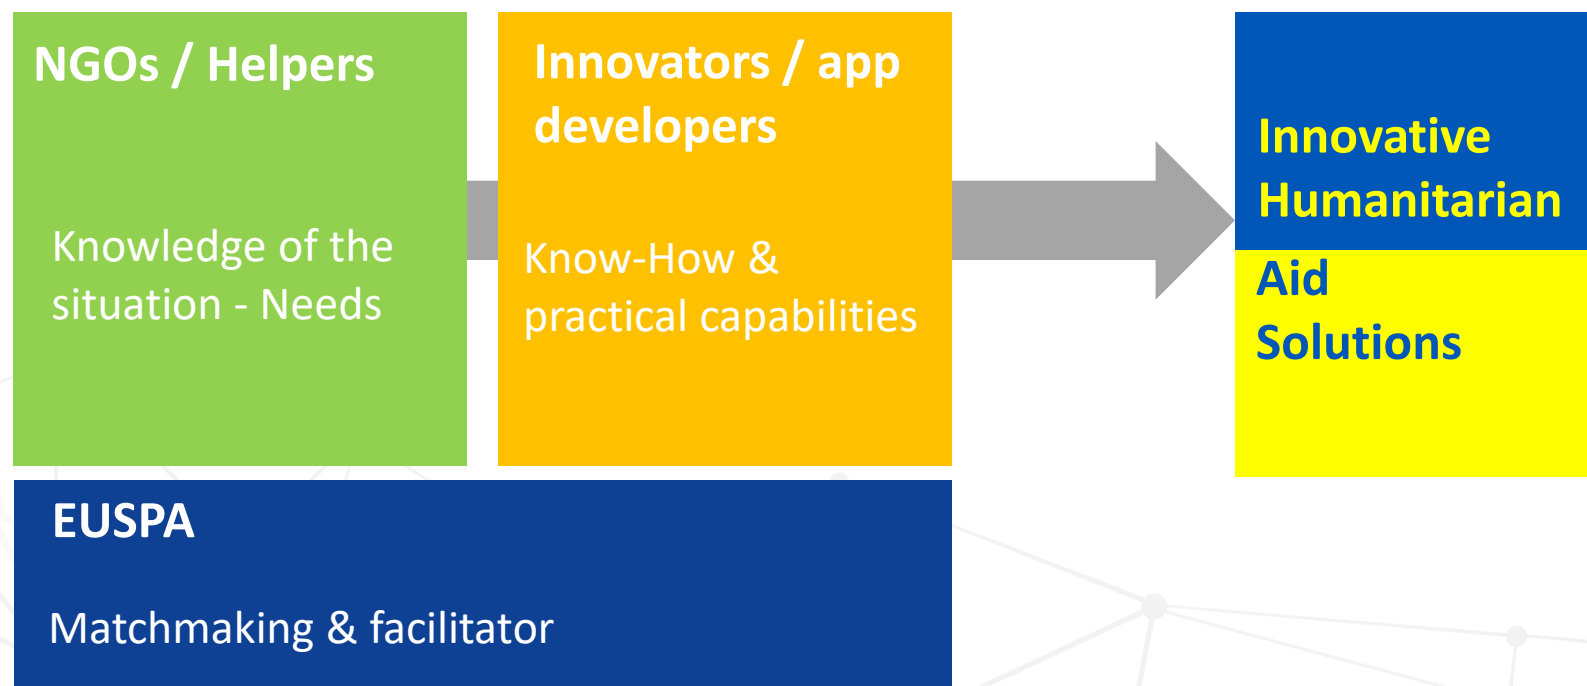 NGOs / Helpers
Knowledge of the
situation - Needs
Innovators / app
developers
Know-How &
practical capabilities
Innovative
Humanitarian
Aid
Solutions
EUSPA
Matchmaking & facilitator